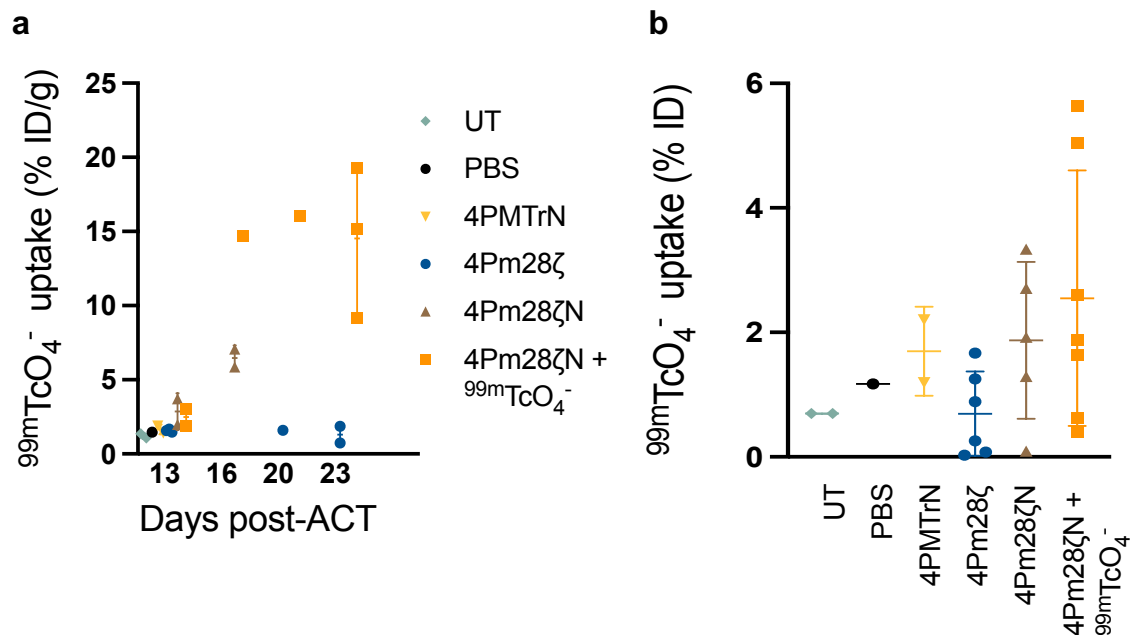 a
⁹⁹ᵐTcO₄⁻ uptake (% ID/g)
25
20
15
10
5
0
13 16 20 23
Days post-ACT
UT
PBS
4PMTrN
4Pm28ζ
4Pm28ζN
4Pm28ζN +
⁹⁹ᵐTcO₄⁻
b
⁹⁹ᵐTcO₄⁻ uptake (% ID)
6
4
2
0
UT
PBS
4PMTrN
4Pm28ζ
4Pm28ζN
4Pm28ζN +
⁹⁹ᵐTcO₄⁻